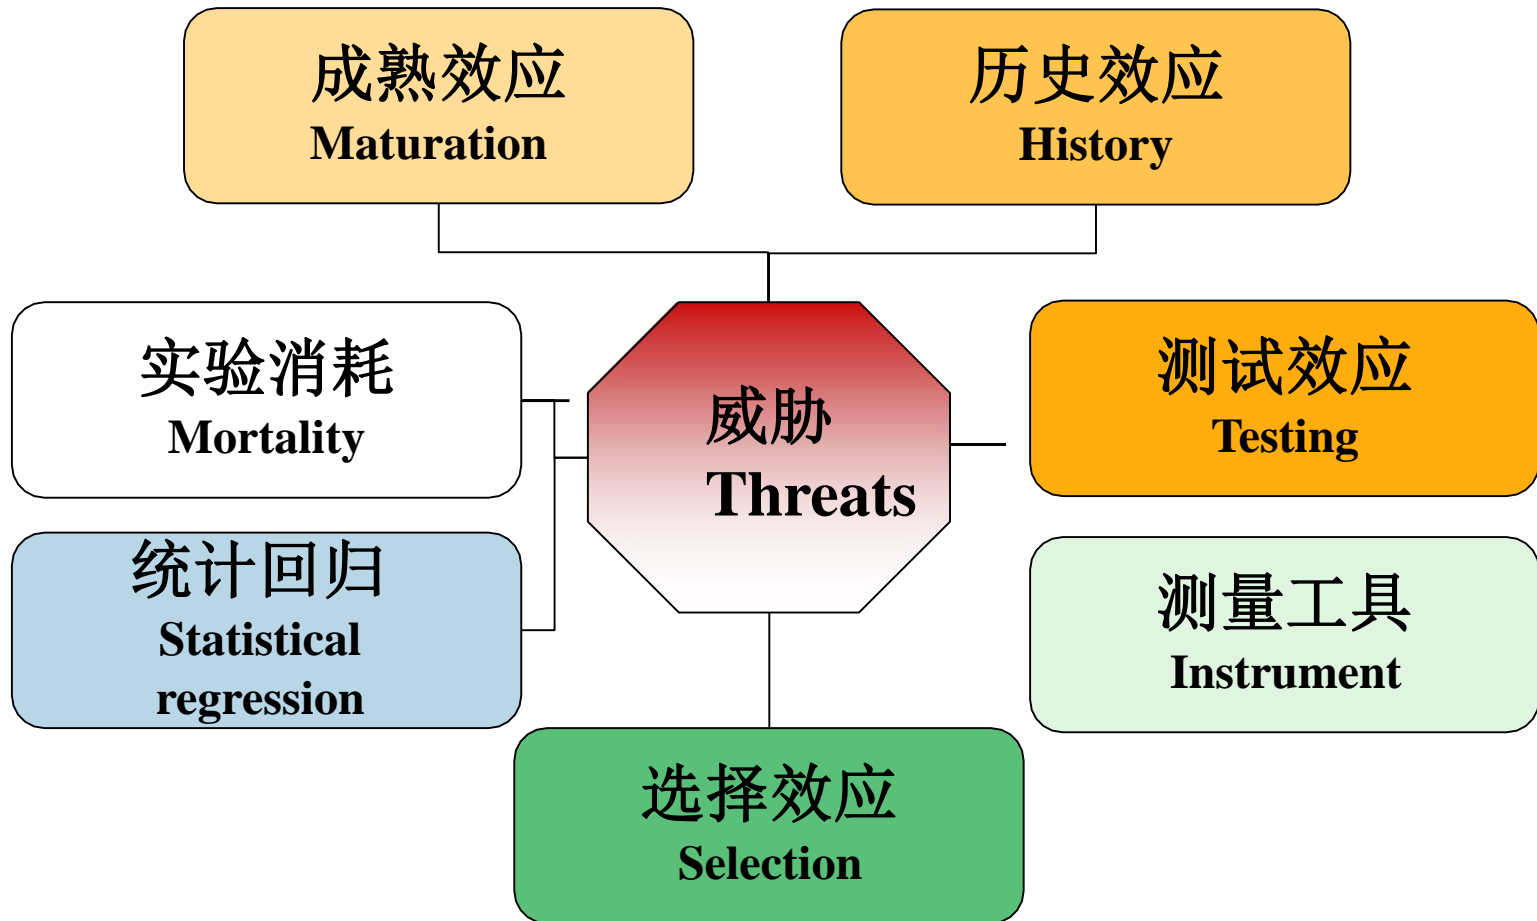 成熟效应
Maturation
历史效应
History
实验消耗
Mortality
威胁
Threats
测试效应
Testing
统计回归
Statistical
regression
测量工具
Instrument
选择效应
Selection